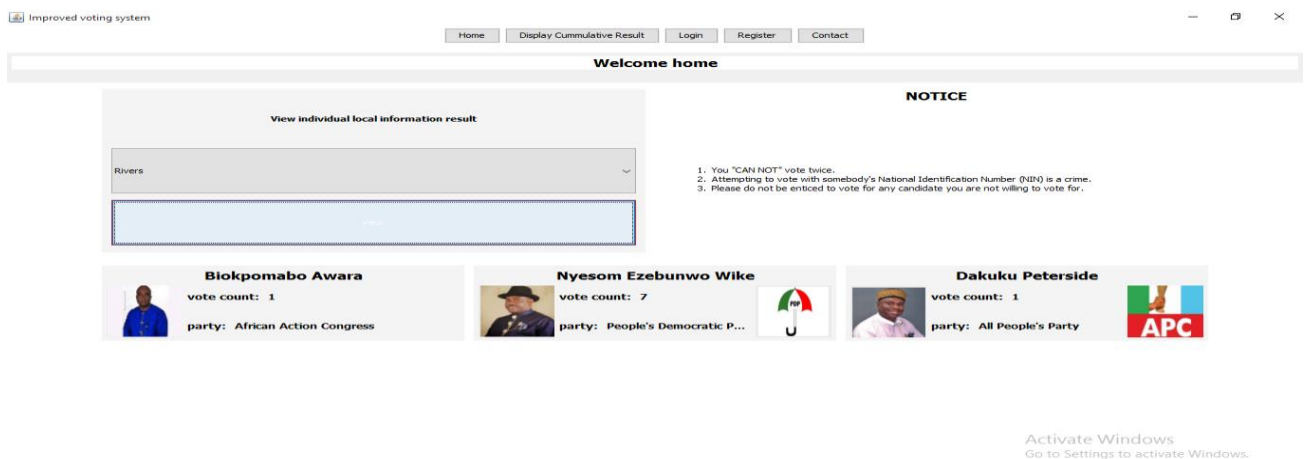 Improved voting system
Home Display Cummulative Result Login Register Contact
Welcome home
View individual local information result
Rivers
NOTICE
1. You "CAN NOT" vote twice.
2. Attempting to vote with somebody's National Identification Number (NIN) is a crime.
3. Please do not be enticed to vote for any candidate you are not willing to vote for.
Biokpomabo Awara
vote count: 1
party: African Action Congress
Nyesom Ezebunwo Wike
vote count: 7
party: People's Democratic P...
PDP
Dakuku Peterside
vote count: 1
party: All People's Party
APC
Activate Windows
Go to Settings to activate Windows.